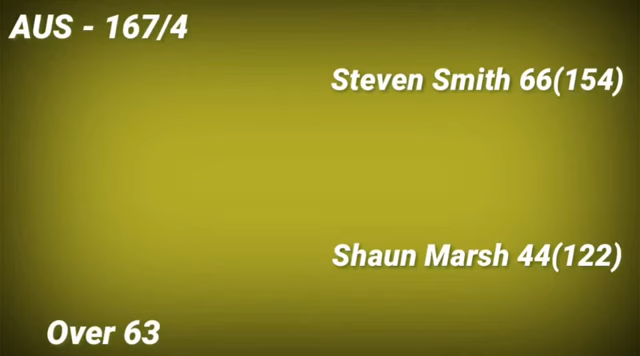 AUS - 167/4
Steven Smith 66(154)
Shaun Marsh 44(122)
Over 63